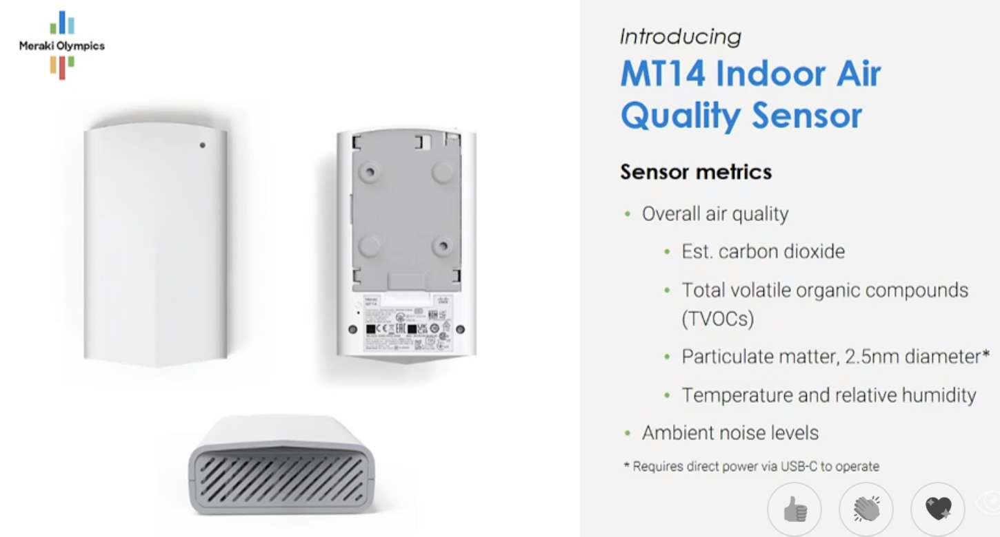 Meraki Olympics
Introducing
MT14 Indoor Air
Quality Sensor
Sensor metrics
• Overall air quality
• Est. carbon dioxide
• Total volatile organic compounds
(TVOCs)
• Particulate matter, 2.5nm diameter*
• Temperature and relative humidity
• Ambient noise levels
* Requires direct power via USB-C to operate
Meraki
MT14